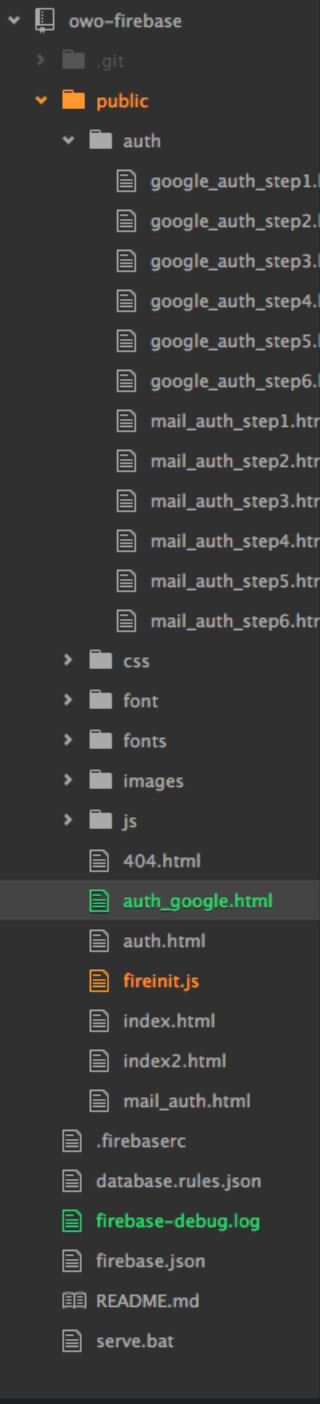 owo-firebase
.git
public
auth
google_auth_step1.
google_auth_step2.
google_auth_step3.
google_auth_step4.
google_auth_step5.
google_auth_step6.
mail_auth_step1.htr
mail_auth_step2.htr
mail_auth_step3.htr
mail_auth_step4.htr
mail_auth_step5.htr
mail_auth_step6.htr
css
font
fonts
images
js
404.html
auth_google.html
auth.html
fireinit.js
index.html
index2.html
mail_auth.html
.firebaserc
database.rules.json
firebase-debug.log
firebase.json
README.md
serve.bat